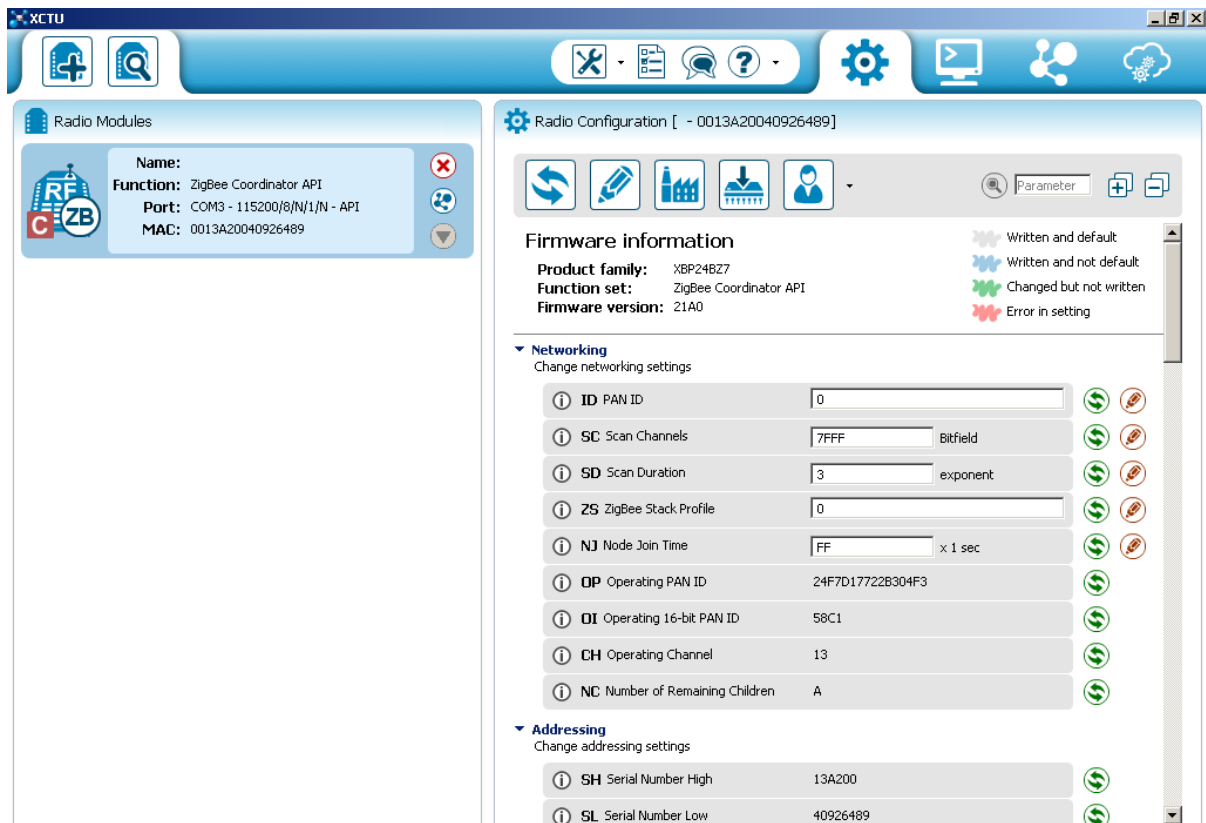 XCTU
Radio Modules
Name:
Function: ZigBee Coordinator API
Port: COM3 - 115200/8/N/1/N - API
MAC: 0013A20040926489
RF
C ZB
Radio Configuration [ - 0013A20040926489]
Parameter
Firmware information
Product family: XBP24BZ7
Function set: ZigBee Coordinator API
Firmware version: 21A0
Written and default
Written and not default
Changed but not written
Error in setting
Networking
Change networking settings
ID PAN ID 0
SC Scan Channels 7FFF Bitfield
SD Scan Duration 3 exponent
ZS ZigBee Stack Profile 0
NJ Node Join Time FF x 1 sec
OP Operating PAN ID 24F7D17722B304F3
OI Operating 16-bit PAN ID 58C1
CH Operating Channel 13
NC Number of Remaining Children A
Addressing
Change addressing settings
SH Serial Number High 13A200
SL Serial Number Low 40926489